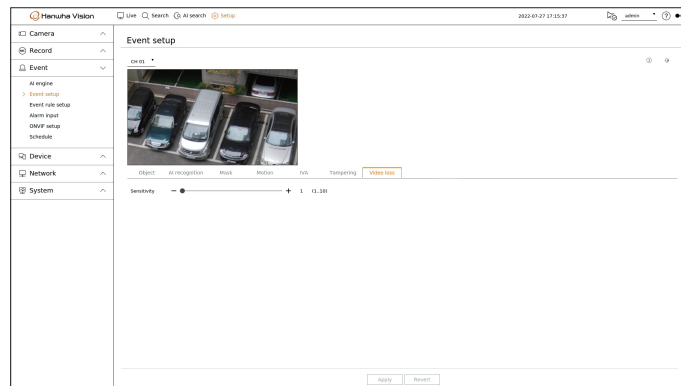 Hanwha Vision
Live Search AI search Setup 2022-07-27 17:15:37 admin
Camera
Record
Event
AI engine
Event setup
Event rule setup
Alarm input
ONVIF setup
Schedule
Device
Network
System
Event setup
CH 01
Object AI recognition Mask Motion IVA Tampering Video loss
Sensitivity 1 (1..10)
Apply Revert